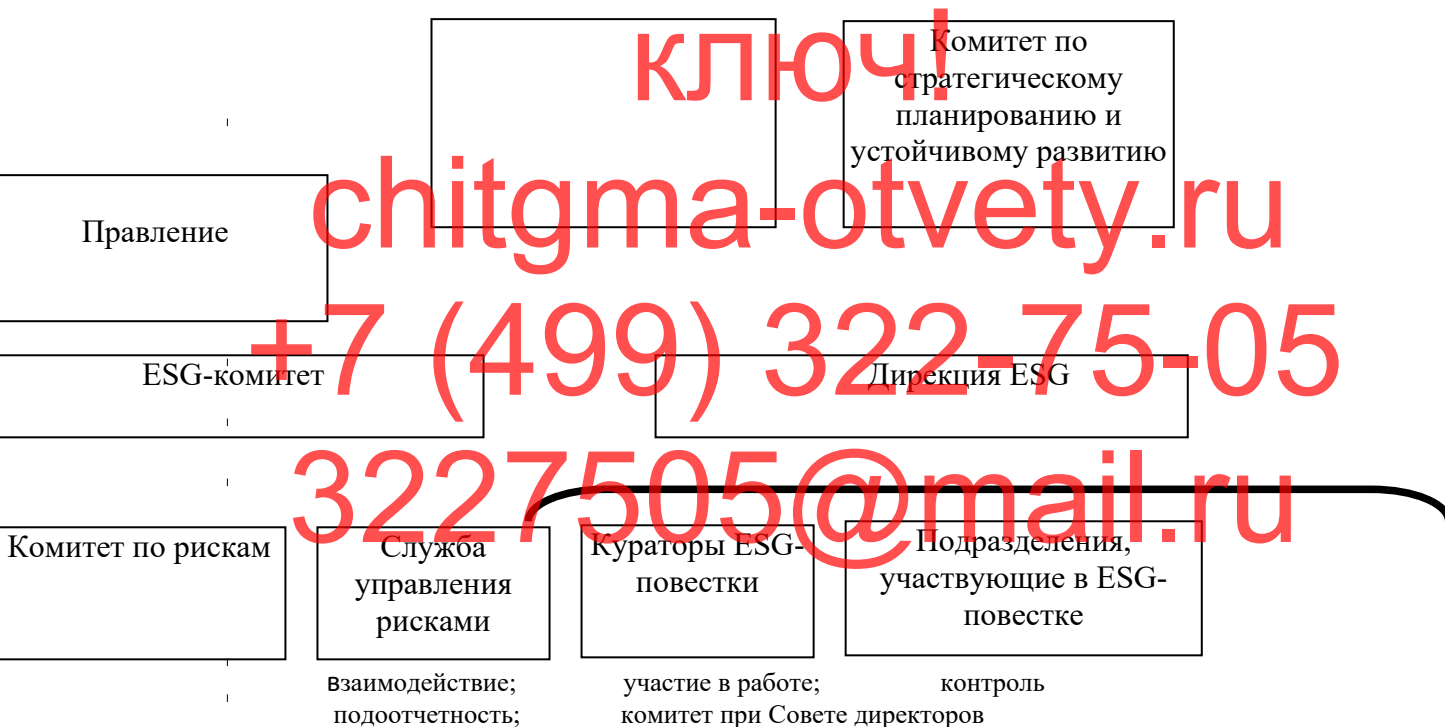 ключ!
Комитет по
стратегическому
планированию и
устойчивому развитию
Правление
chitgma-otvety.ru
+7 (499) 322-75-05
ESG-комитет
Дирекция ESG
3227505@mail.ru
Комитет по рискам
Служба
управления
рисками
Кураторы ESG-
повестки
Подразделения,
участвующие в ESG-
повестке
взаимодействие; участие в работе; контроль
подоотчетность; комитет при Совете директоров